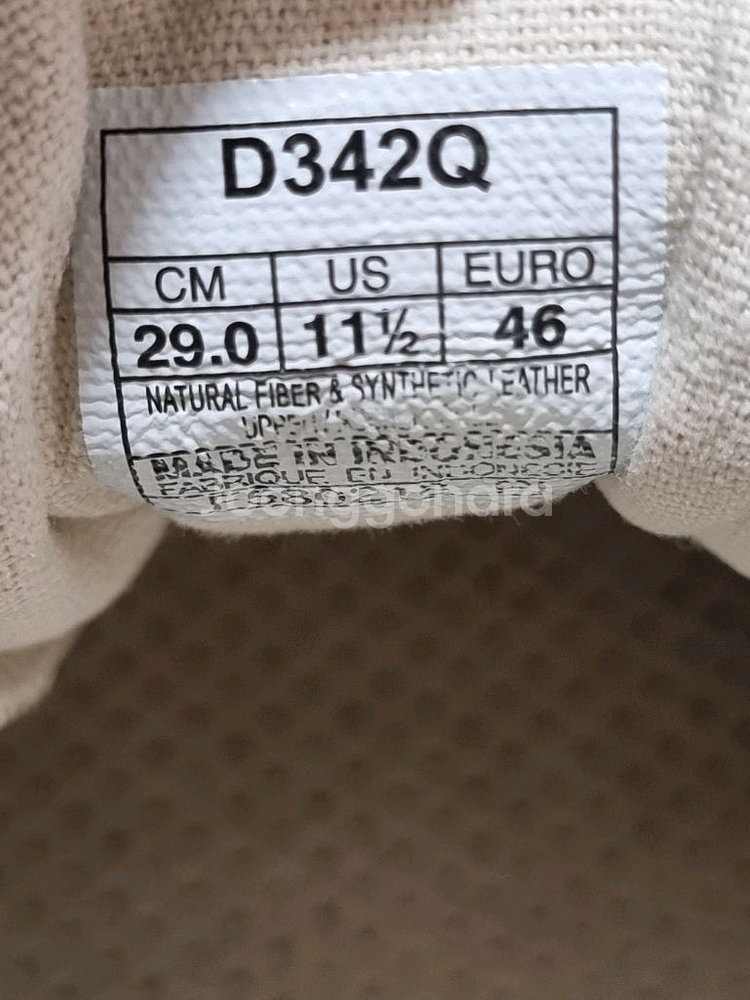 D342Q
CM US EURO
29.0 11½ 46
NATURAL FIBER & SYNTHETIC LEATHER
UPPER
MADE IN INDONESIA
FABRIQUE EN INDONESIE